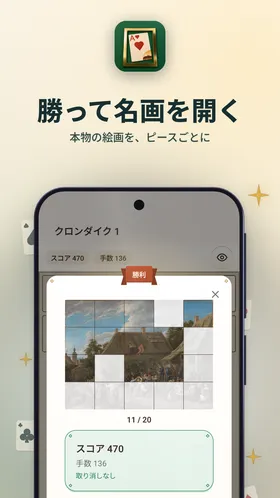 勝って名画を開く
本物の絵画を、ピースごとに
クロンダイク 1
スコア 470 手数 136
勝利
11 / 20
スコア 470
手数 136
取り消しなし